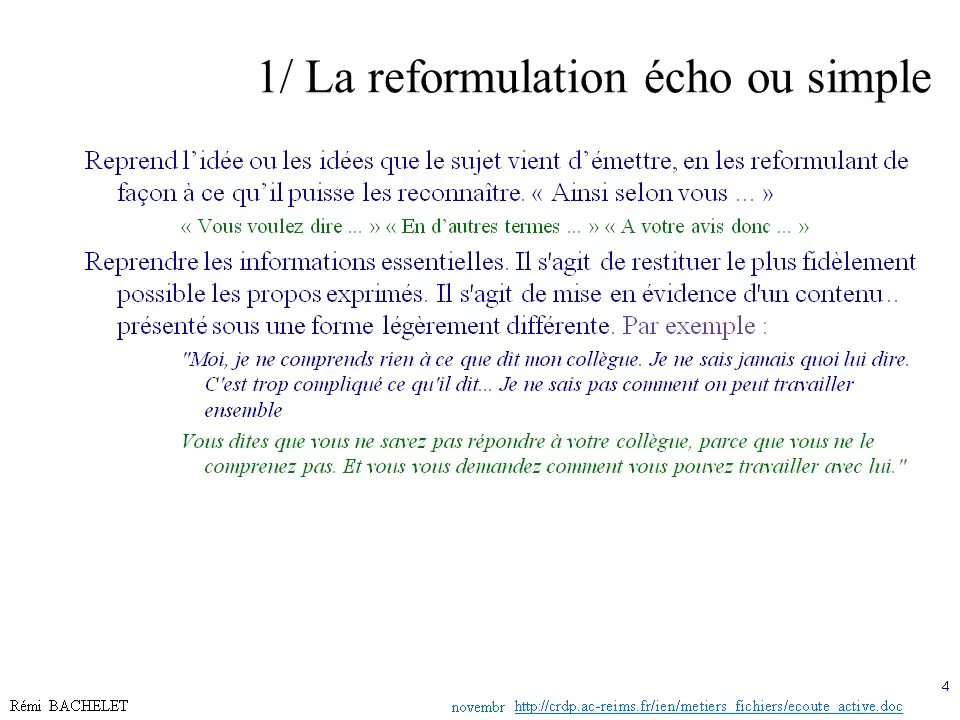 1/ La reformulation écho ou simple
Reprend l’idée ou les idées que le sujet vient d’émettre, en les reformulant de
façon à ce qu’il puisse les reconnaître. « Ainsi selon vous ... »
« Vous voulez dire ... » « En d’autres termes ... » « A votre avis donc ... »
Reprendre les informations essentielles. Il s'agit de restituer le plus fidèlement
possible les propos exprimés. Il s'agit de mise en évidence d'un contenu ..
présenté sous une forme légèrement différente. Par exemple :
"Moi, je ne comprends rien à ce que dit mon collègue. Je ne sais jamais quoi lui dire.
C'est trop compliqué ce qu'il dit... Je ne sais pas comment on peut travailler
ensemble
Vous dites que vous ne savez pas répondre à votre collègue, parce que vous ne le
comprenez pas. Et vous vous demandez comment vous pouvez travailler avec lui."
4
Rémi BACHELET
novembr http://crdp.ac-reims.fr/ien/metiers_fichiers/ecoute_active.doc